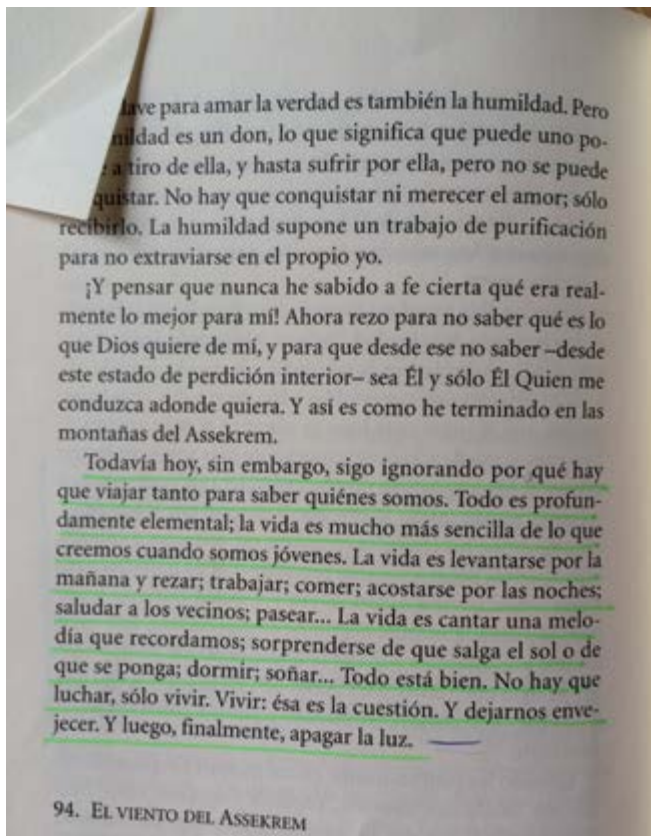 para amar la verdad es también la humildad. Pero
es un don, lo que significa que puede uno po-
a tiro de ella, y hasta sufrir por ella, pero no se puede
No hay que conquistar ni merecer el amor; sólo
recibirlo. La humildad supone un trabajo de purificación
para no extraviarse en el propio yo.
¡Y pensar que nunca he sabido a fe cierta qué era real-
mente lo mejor para mí! Ahora rezo para no saber qué es lo
que Dios quiere de mí, y para que desde ese no saber –desde
este estado de perdición interior– sea Él y sólo Él Quien me
conduzca adonde quiera. Y así es como he terminado en las
montañas del Assekrem.
Todavía hoy, sin embargo, sigo ignorando por qué hay
que viajar tanto para saber quiénes somos. Todo es profun-
damente elemental; la vida es mucho más sencilla de lo que
creemos cuando somos jóvenes. La vida es levantarse por la
mañana y rezar; trabajar; comer; acostarse por las noches;
saludar a los vecinos; pasear... La vida es cantar una melo-
día que recordamos; sorprenderse de que salga el sol o de
que se ponga; dormir; soñar... Todo está bien. No hay que
luchar, sólo vivir. Vivir: ésa es la cuestión. Y dejarnos enve-
jecer. Y luego, finalmente, apagar la luz.
94. EL VIENTO DEL ASSEKREM